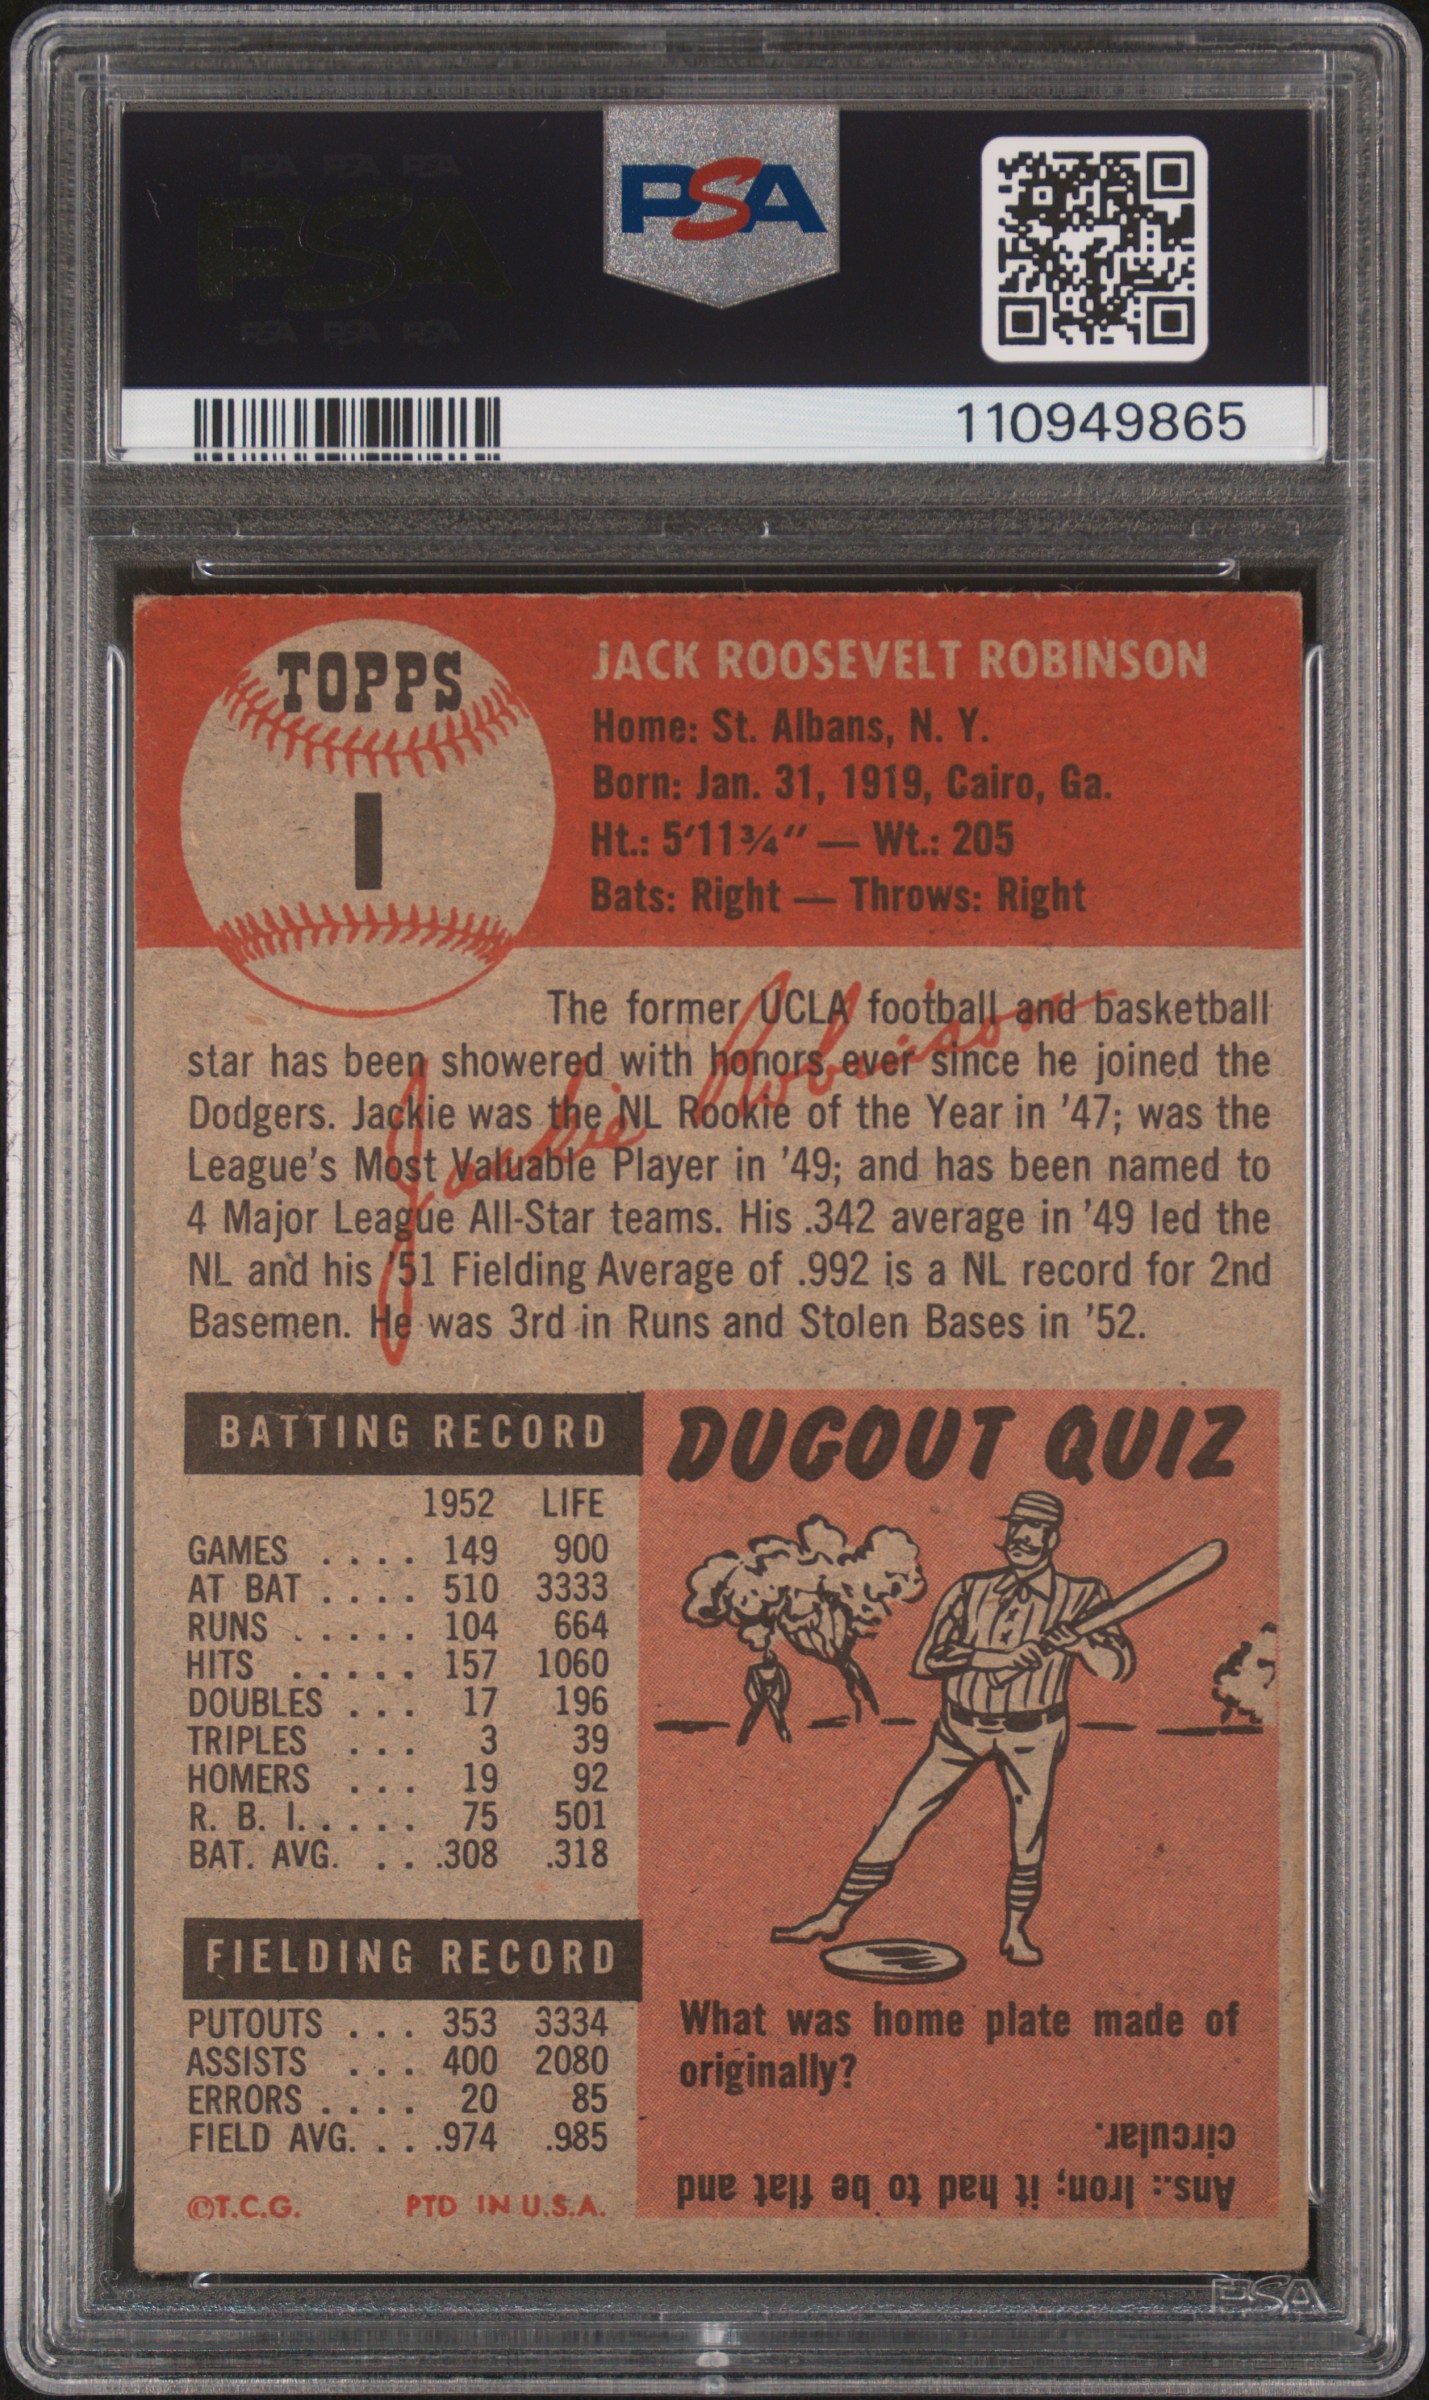 PSA PSA PSA
PSA
PSA PSA PSA
PSA
110949865
TOPPS
1
JACK ROOSEVELT ROBINSON
Home: St. Albans, N. Y.
Born: Jan. 31, 1919, Cairo, Ga.
Ht.: 5'11¾" — Wt.: 205
Bats: Right — Throws: Right
The former UCLA football and basketball
star has been showered with honors ever since he joined the
Dodgers. Jackie was the NL Rookie of the Year in '47; was the
League's Most Valuable Player in '49; and has been named to
4 Major League All-Star teams. His .342 average in '49 led the
NL and his '51 Fielding Average of .992 is a NL record for 2nd
Basemen. He was 3rd in Runs and Stolen Bases in '52.
Jackie Robinson
BATTING RECORD
1952 LIFE
GAMES .... 149 900
AT BAT .... 510 3333
RUNS ..... 104 664
HITS ..... 157 1060
DOUBLES ... 17 196
TRIPLES ... 3 39
HOMERS ... 19 92
R. B. I. .... 75 501
BAT. AVG. .. .308 .318
FIELDING RECORD
PUTOUTS ... 353 3334
ASSISTS ... 400 2080
ERRORS .... 20 85
FIELD AVG. .. .974 .985
©T.C.G. PTD IN U.S.A.
DUGOUT QUIZ
What was home plate made of
originally?
Ans.: Iron; it had to be flat and
circular.
PSA